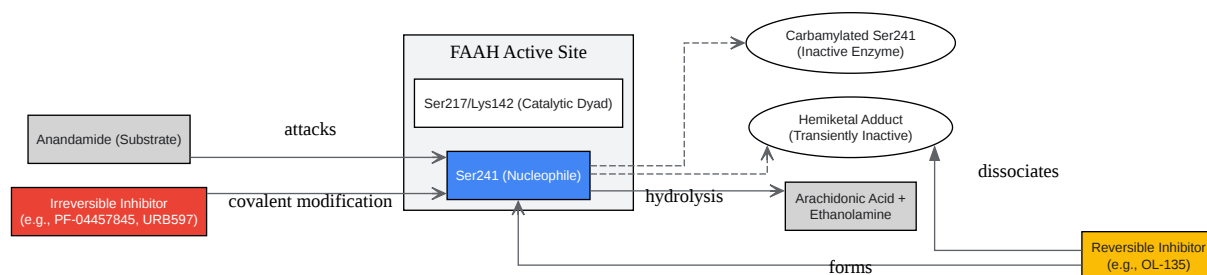 Carbamylated Ser241
(Inactive Enzyme)
FAAH Active Site
Ser217/Lys142 (Catalytic Dyad)
Hemiketal Adduct
(Transiently Inactive)
Anandamide (Substrate)
attacks
Ser241 (Nucleophile)
dissociates
Irreversible Inhibitor
(e.g., PF-04457845, URB597)
covalent modification
hydrolysis
Arachidonic Acid +
Ethanolamine
Reversible Inhibitor
(e.g., OL-135)
forms